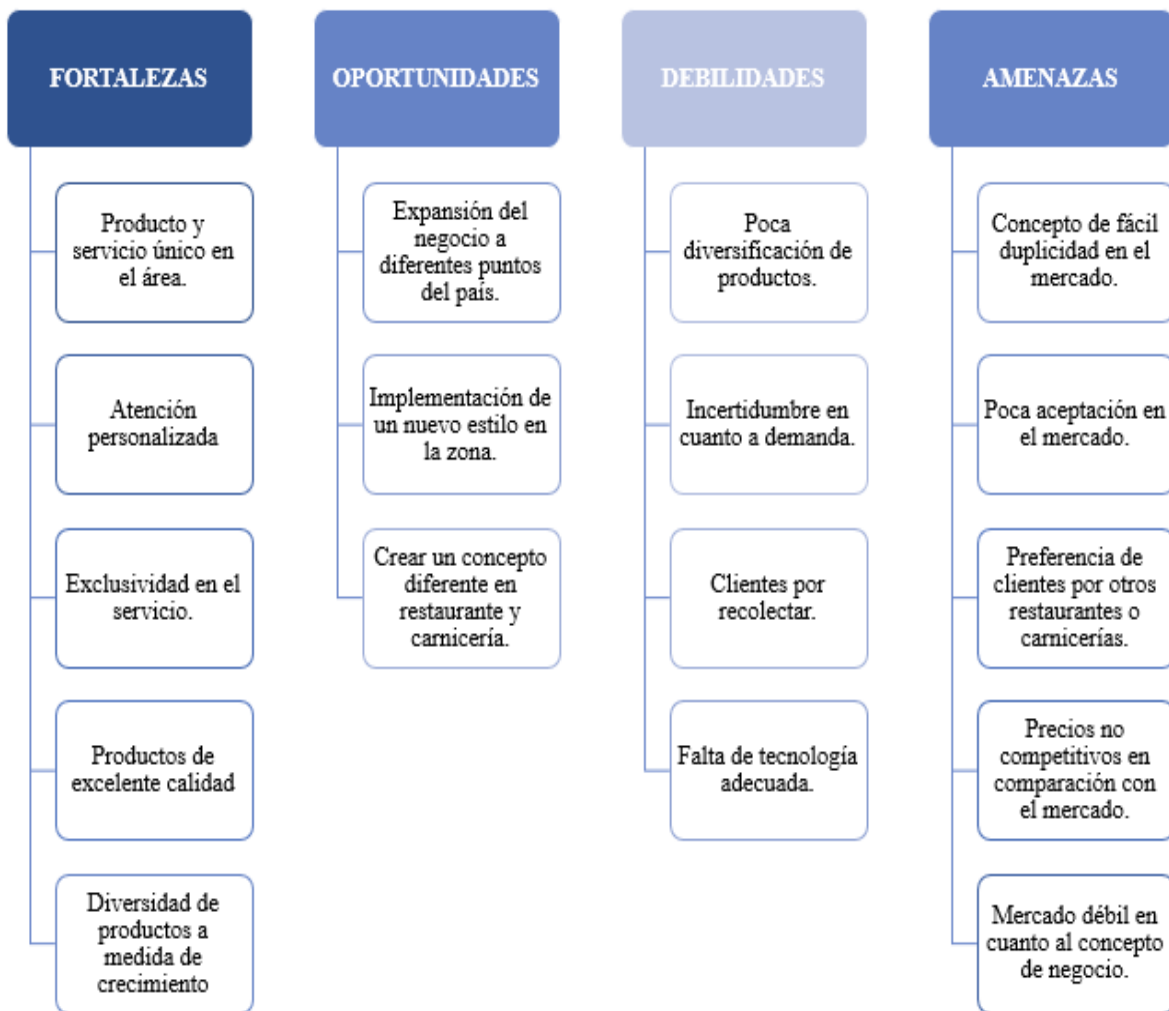 FORTALEZAS
Producto y
servicio único en
el área.
Atención
personalizada
Exclusividad en el
servicio.
Productos de
excelente calidad
Diversidad de
productos a
medida de
crecimiento
OPORTUNIDADES
Expansión del
negocio a
diferentes puntos
del país.
Implementación de
un nuevo estilo en
la zona.
Crear un concepto
diferente en
restaurante y
carnicería.
DEBILIDADES
Poca
diversificación de
productos.
Incertidumbre en
cuanto a demanda.
Clientes por
recolectar.
Falta de tecnología
adecuada.
AMENAZAS
Concepto de fácil
duplicidad en el
mercado.
Poca aceptación en
el mercado.
Preferencia de
clientes por otros
restaurantes o
carnicerías.
Precios no
competitivos en
comparación con
el mercado.
Mercado débil en
cuanto al concepto
de negocio.